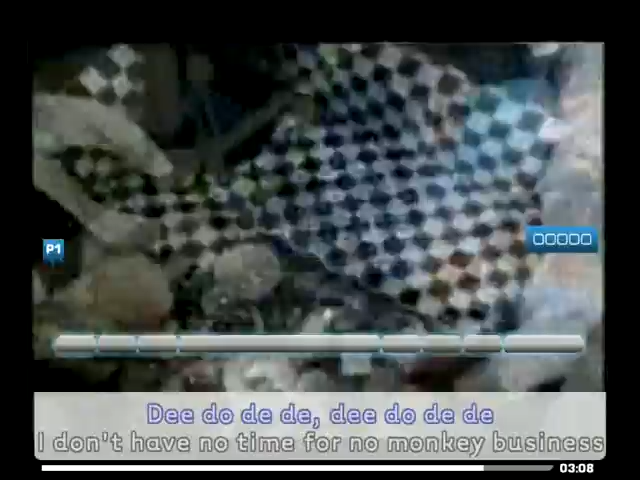 P1
00000
Dee do de de, dee do de de
I don't have no time for no monkey business
03:08